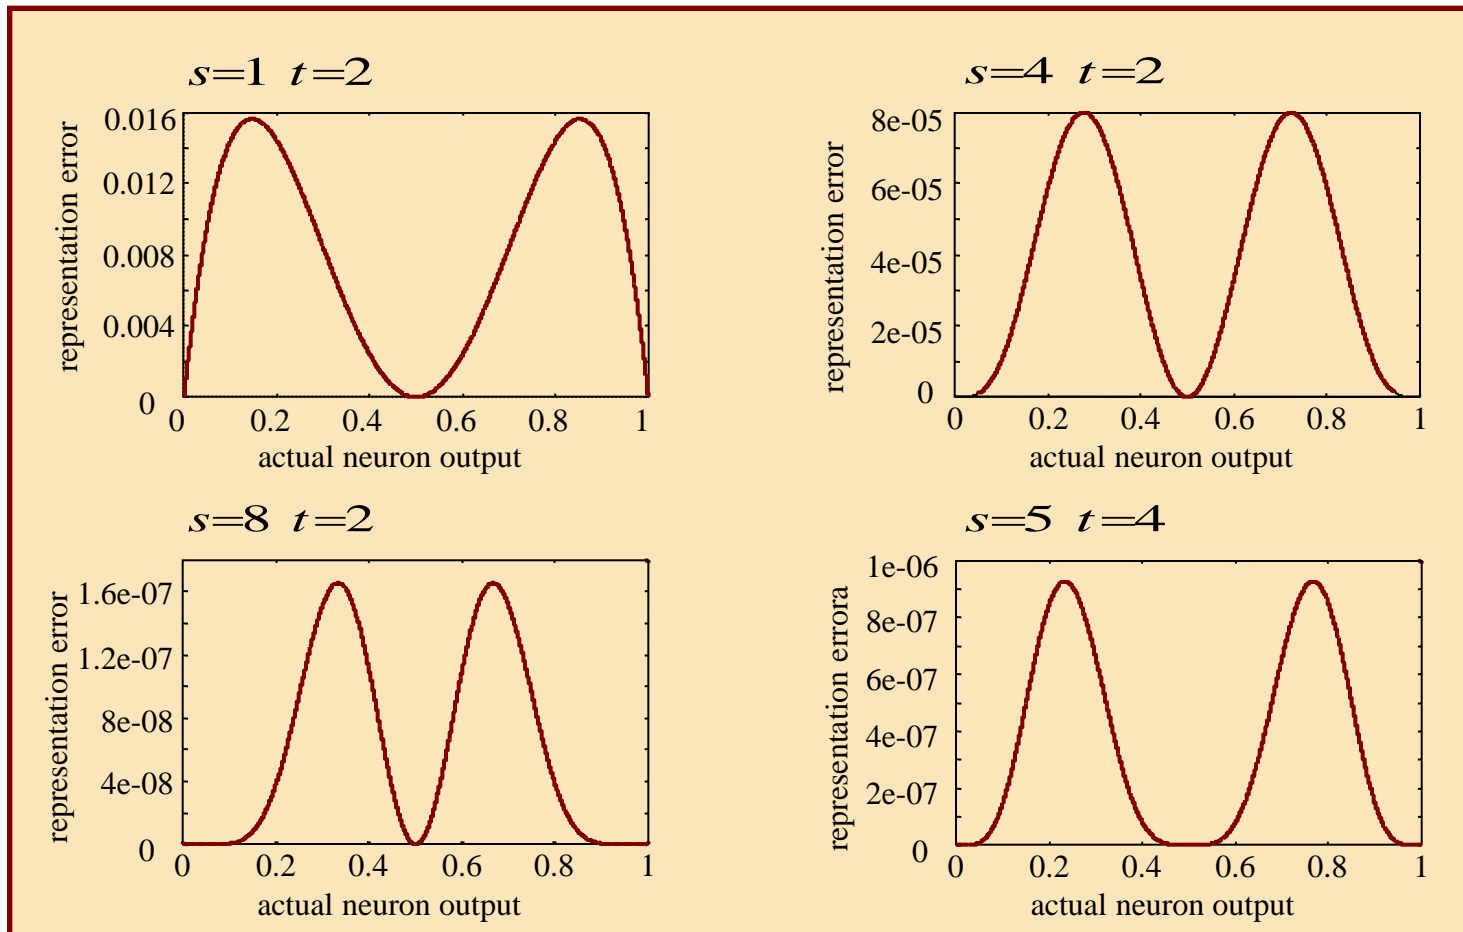 s=1 t=2
representation error
0.016
0.012
0.008
0.004
0
0 0.2 0.4 0.6 0.8 1
actual neuron output
s=4 t=2
representation error
8e-05
6e-05
4e-05
2e-05
0
0 0.2 0.4 0.6 0.8 1
actual neuron output
s=8 t=2
representation error
1.6e-07
1.2e-07
8e-08
4e-08
0
0 0.2 0.4 0.6 0.8 1
actual neuron output
s=5 t=4
representation errora
1e-06
8e-07
6e-07
4e-07
2e-07
0
0 0.2 0.4 0.6 0.8 1
actual neuron output